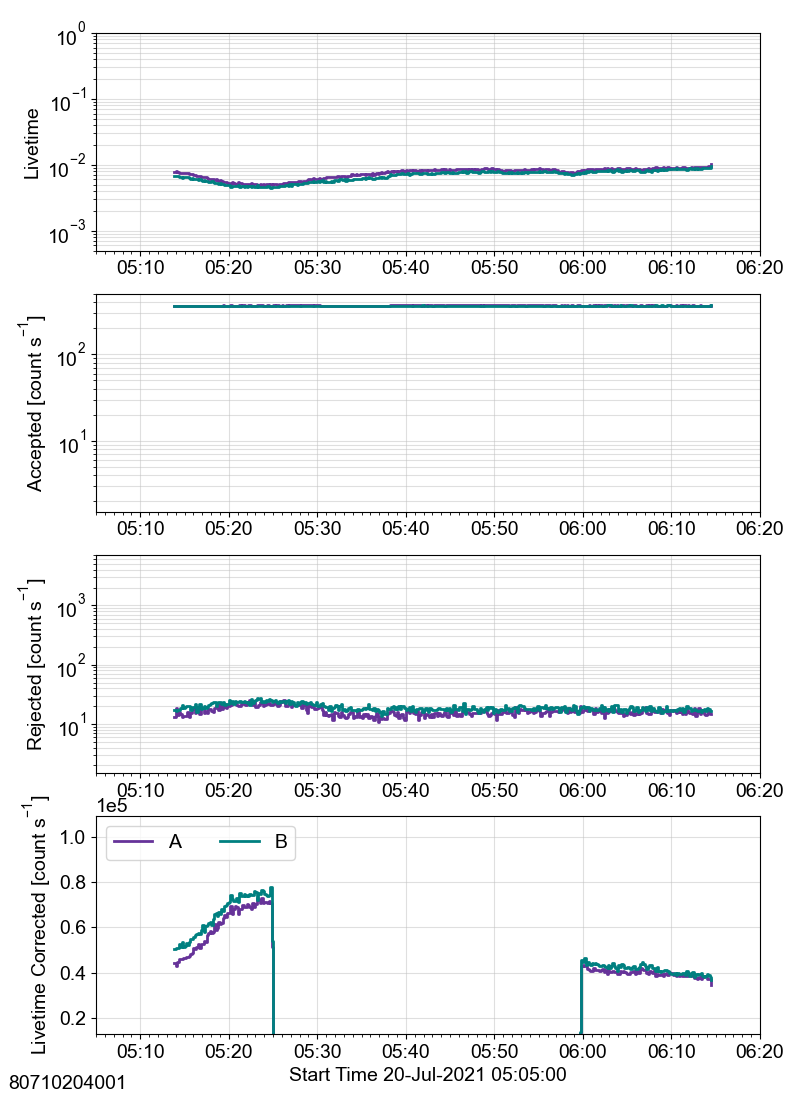 10^0
10^−1
10^−2
10^−3
Livetime
05:10 05:20 05:30 05:40 05:50 06:00 06:10 06:20
10^2
10^1
Accepted [count s^−1]
05:10 05:20 05:30 05:40 05:50 06:00 06:10 06:20
10^3
10^2
10^1
Rejected [count s^−1]
05:10 05:20 05:30 05:40 05:50 06:00 06:10 06:20
1e5
A B
1.0
0.8
0.6
0.4
0.2
Livetime Corrected [count s^−1]
05:10 05:20 05:30 05:40 05:50 06:00 06:10 06:20
Start Time 20-Jul-2021 05:05:00
80710204001